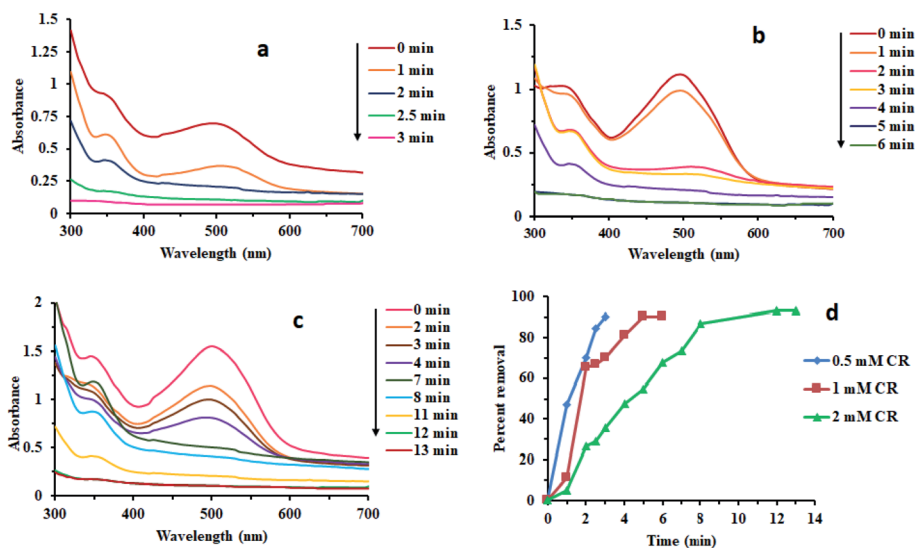 a
Absorbance
1.5
1.25
1
0.75
0.5
0.25
0
300 400 500 600 700
Wavelength (nm)
0 min
1 min
2 min
2.5 min
3 min
b
Absorbance
1.5
1
0.5
0
300 400 500 600 700
Wavelength (nm)
0 min
1 min
2 min
3 min
4 min
5 min
6 min
c
Absorbance
2
1.5
1
0.5
0
300 400 500 600 700
Wavelength (nm)
0 min
2 min
3 min
4 min
7 min
8 min
11 min
12 min
13 min
d
Percent removal
100
80
60
40
20
0
0 2 4 6 8 10 12 14
Time (min)
0.5 mM CR
1 mM CR
2 mM CR